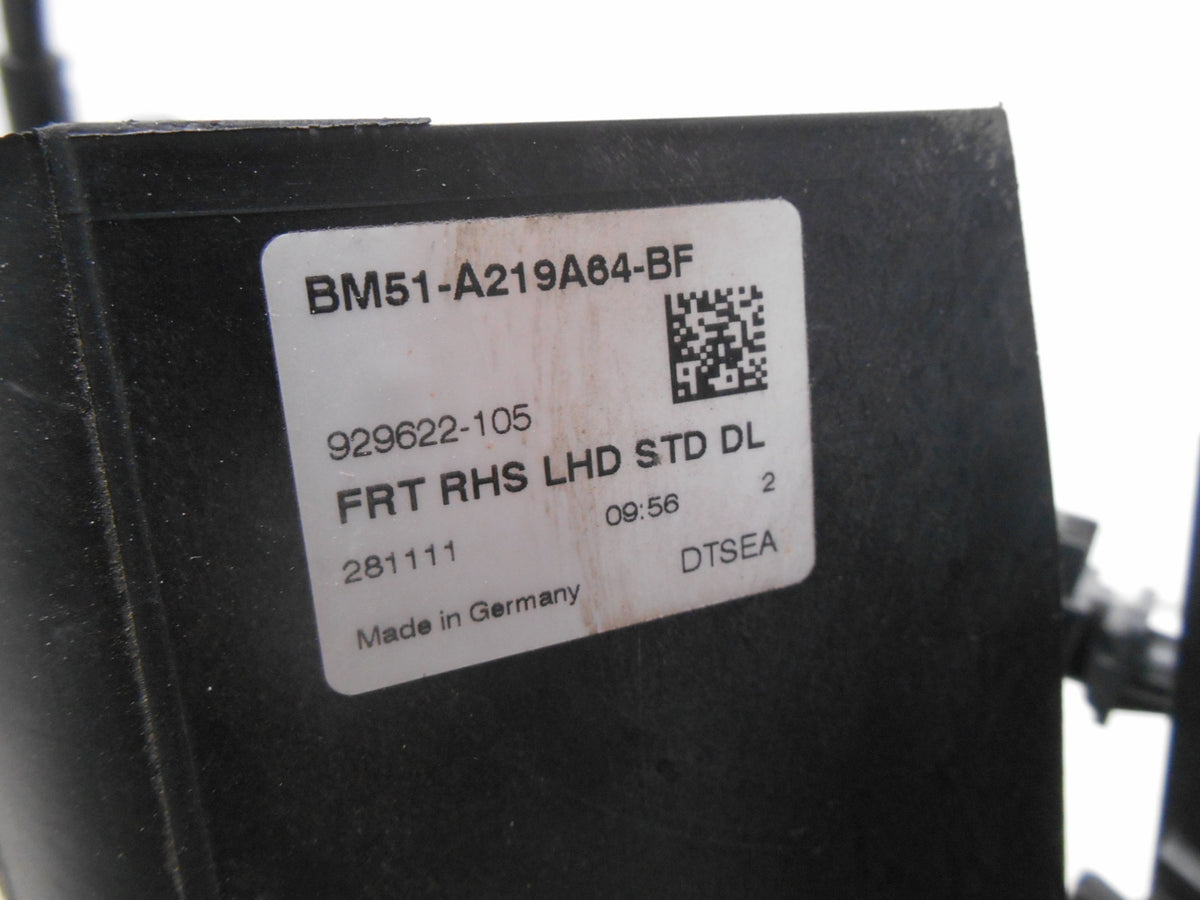 BM51-A219A64-BF
929622-105
FRT RHS LHD STD DL
281111 09:56 2
Made in Germany DTSEA